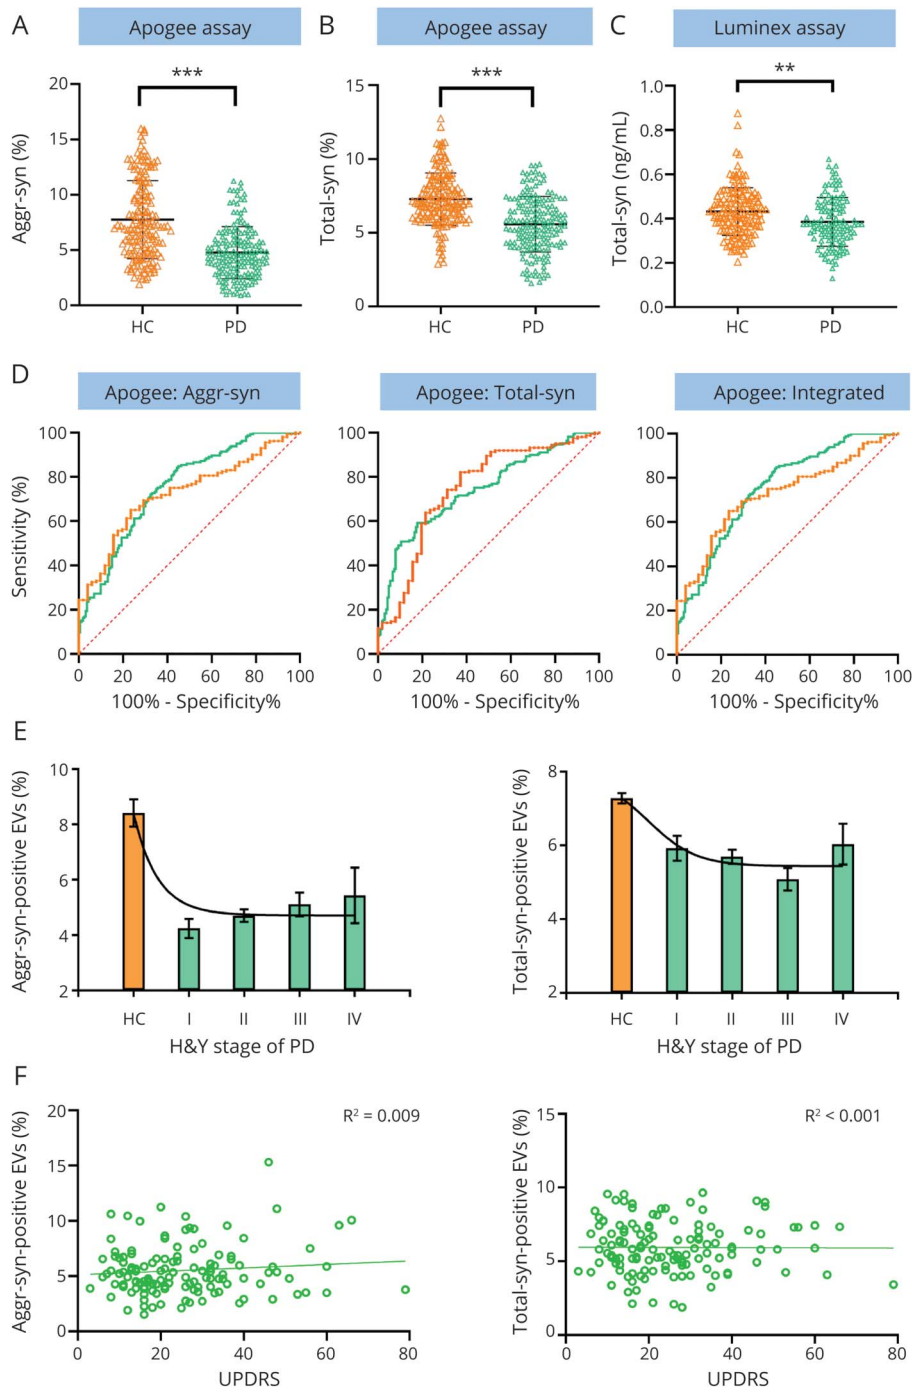 A
Apogee assay
B
Apogee assay
C
Luminex assay
Aggr-syn (%)
20
15
10
5
0
***
HC
PD
Total-syn (%)
15
10
5
0
***
HC
PD
Total-syn (ng/mL)
1.0
0.8
0.6
0.4
0.2
0.0
**
HC
PD
D
Apogee: Aggr-syn
Apogee: Total-syn
Apogee: Integrated
Sensitivity (%)
100
80
60
40
20
0
0
20
40
60
80
100
100% - Specificity%
100
80
60
40
20
0
0
20
40
60
80
100
100% - Specificity%
100
80
60
40
20
0
0
20
40
60
80
100
100% - Specificity%
E
Aggr-syn-positive EVs (%)
10
8
6
4
2
HC
I
II
III
IV
H&Y stage of PD
Total-syn-positive EVs (%)
8
6
4
2
HC
I
II
III
IV
H&Y stage of PD
F
Aggr-syn-positive EVs (%)
20
15
10
5
0
R² = 0.009
0
20
40
60
80
UPDRS
Total-syn-positive EVs (%)
15
10
5
0
R² < 0.001
0
20
40
60
80
UPDRS